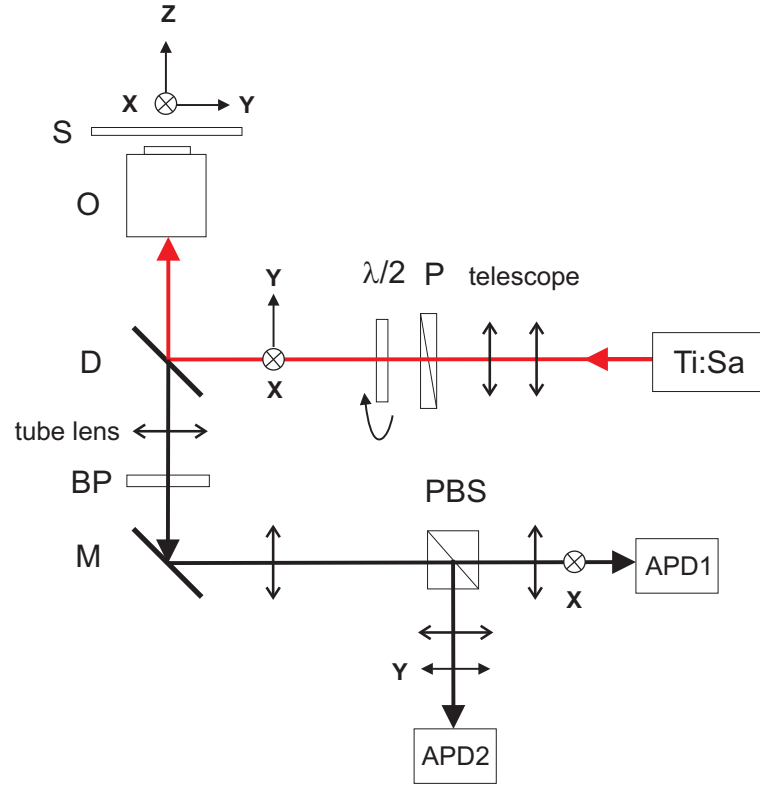 Z
X Y
S
O
Y
λ/2 P telescope
D
X
Ti:Sa
tube lens
BP
PBS
M
APD1
X
Y
APD2